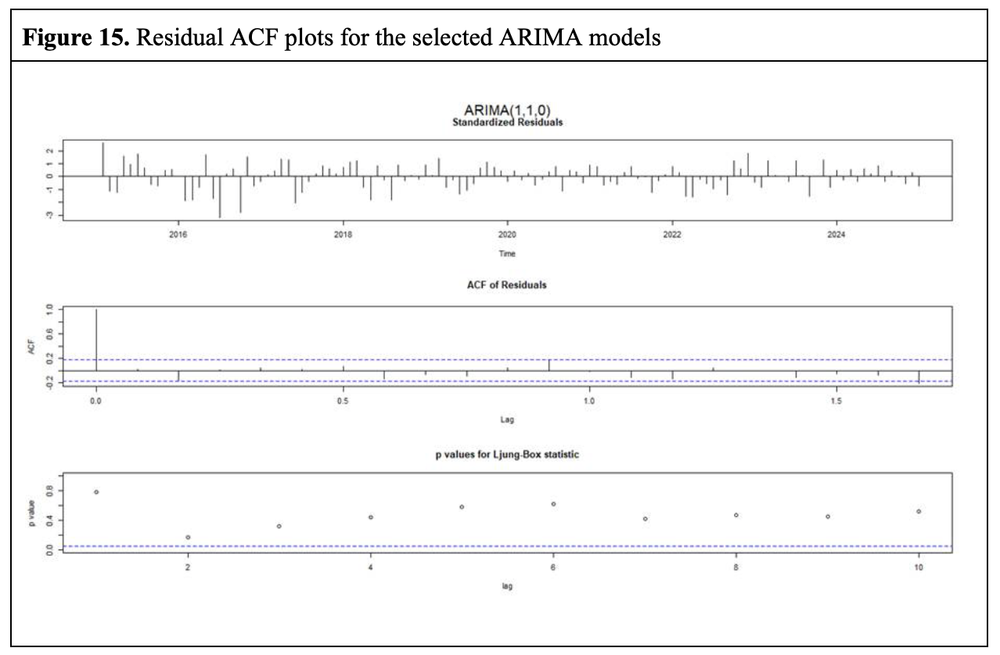 Figure 15. Residual ACF plots for the selected ARIMA models
ARIMA(1,1,0)
Standardized Residuals
2
1
0
-1
-3
2016 2018 2020 2022 2024
Time
ACF of Residuals
ACF
1.0
0.6
0.2
-0.2
0.0 0.5 1.0 1.5
Lag
p values for Ljung-Box statistic
p value
0.8
0.4
0.0
2 4 6 8 10
lag